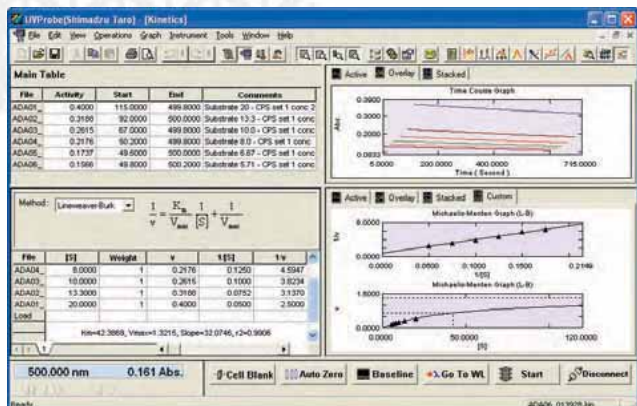 UVProbe(Shimadzu Taro) - [Kinetics]
File Edit View Operations Graph Instrument Tools Window Help
Main Table
File Activity Start End Comments
ADA01_ 0.4000 115.0000 499.8000 Substrate 20 - CPS set 1 conc 2
ADA02_ 0.3188 92.0000 500.0000 Substrate 13.3 - CPS set 1 conc
ADA03_ 0.2615 67.0000 499.8000 Substrate 10.0 - CPS set 1 conc
ADA04_ 0.2176 50.2000 499.8000 Substrate 8.0 - CPS set 1 conc
ADA05_ 0.1737 49.6000 500.0000 Substrate 6.67 - CPS set 1 conc
ADA06_ 0.1566 48.8000 500.2000 Substrate 5.71 - CPS set 1 conc
Active Overlay Stacked
Time Course Graph
Abs.
0.3900
0.3000
0.2000
0.0833
5.0000 200.0000 400.0000 715.0000
Time ( Second )
Method: Lineweaver-Burk
1/v = Km/Vmax 1/[S] + 1/Vmax
File [S] Weight v 1/[S] 1/v
ADA04_ 8.0000 1 0.2176 0.1250 4.5947
ADA03_ 10.0000 1 0.2615 0.1000 3.8234
ADA02_ 13.3000 1 0.3188 0.0752 3.1370
ADA01_ 20.0000 1 0.4000 0.0500 2.5000
Load
Km=42.3869, Vmax=1.3215, Slope=32.0746, r2=0.9906
Active Overlay Stacked Custom
Michaelis-Menten Graph (L-B)
1/v
8.0000
0.0000
0.0000 0.0500 0.1000 0.1500 0.2149
1/[S]
Michaelis-Menten Graph (L-B)
v
1.8000
0.0000
0.0000 50.0000 120.0000
[S]
500.000 nm 0.161 Abs. Cell Blank Auto Zero Baseline Go To WL Start Disconnect
Ready